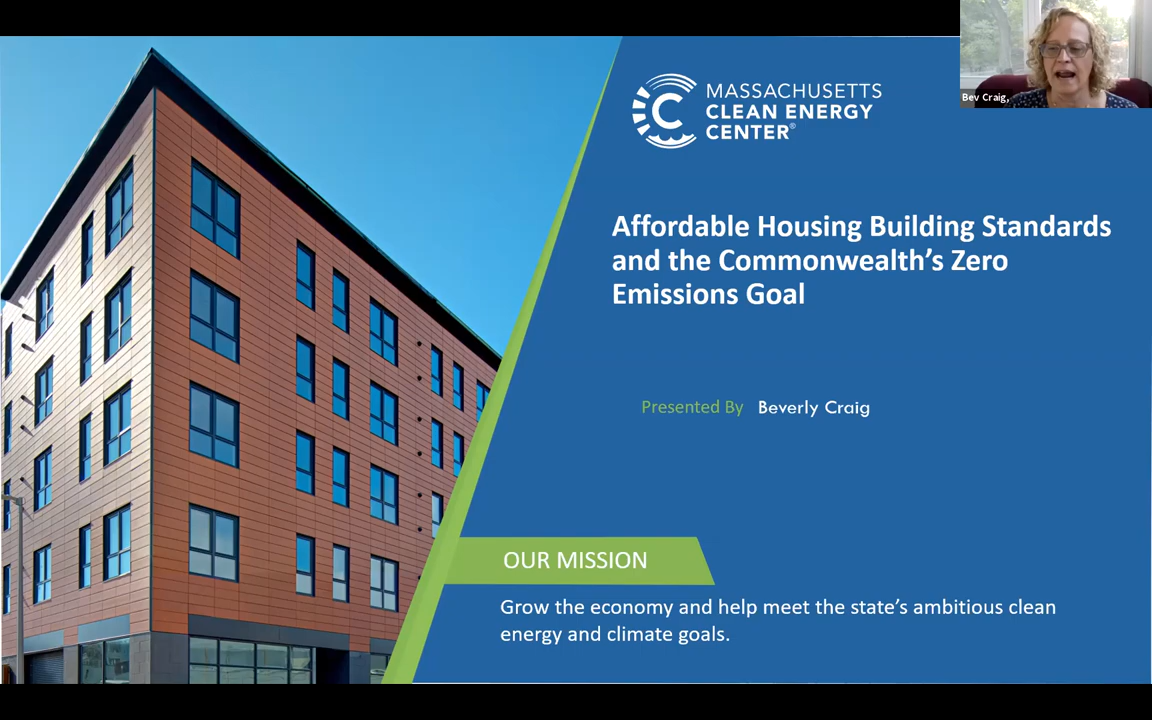 Bev Craig,
MASSACHUSETTS
CLEAN ENERGY
CENTER®
Affordable Housing Building Standards
and the Commonwealth’s Zero
Emissions Goal
Presented By Beverly Craig
OUR MISSION
Grow the economy and help meet the state’s ambitious clean
energy and climate goals.